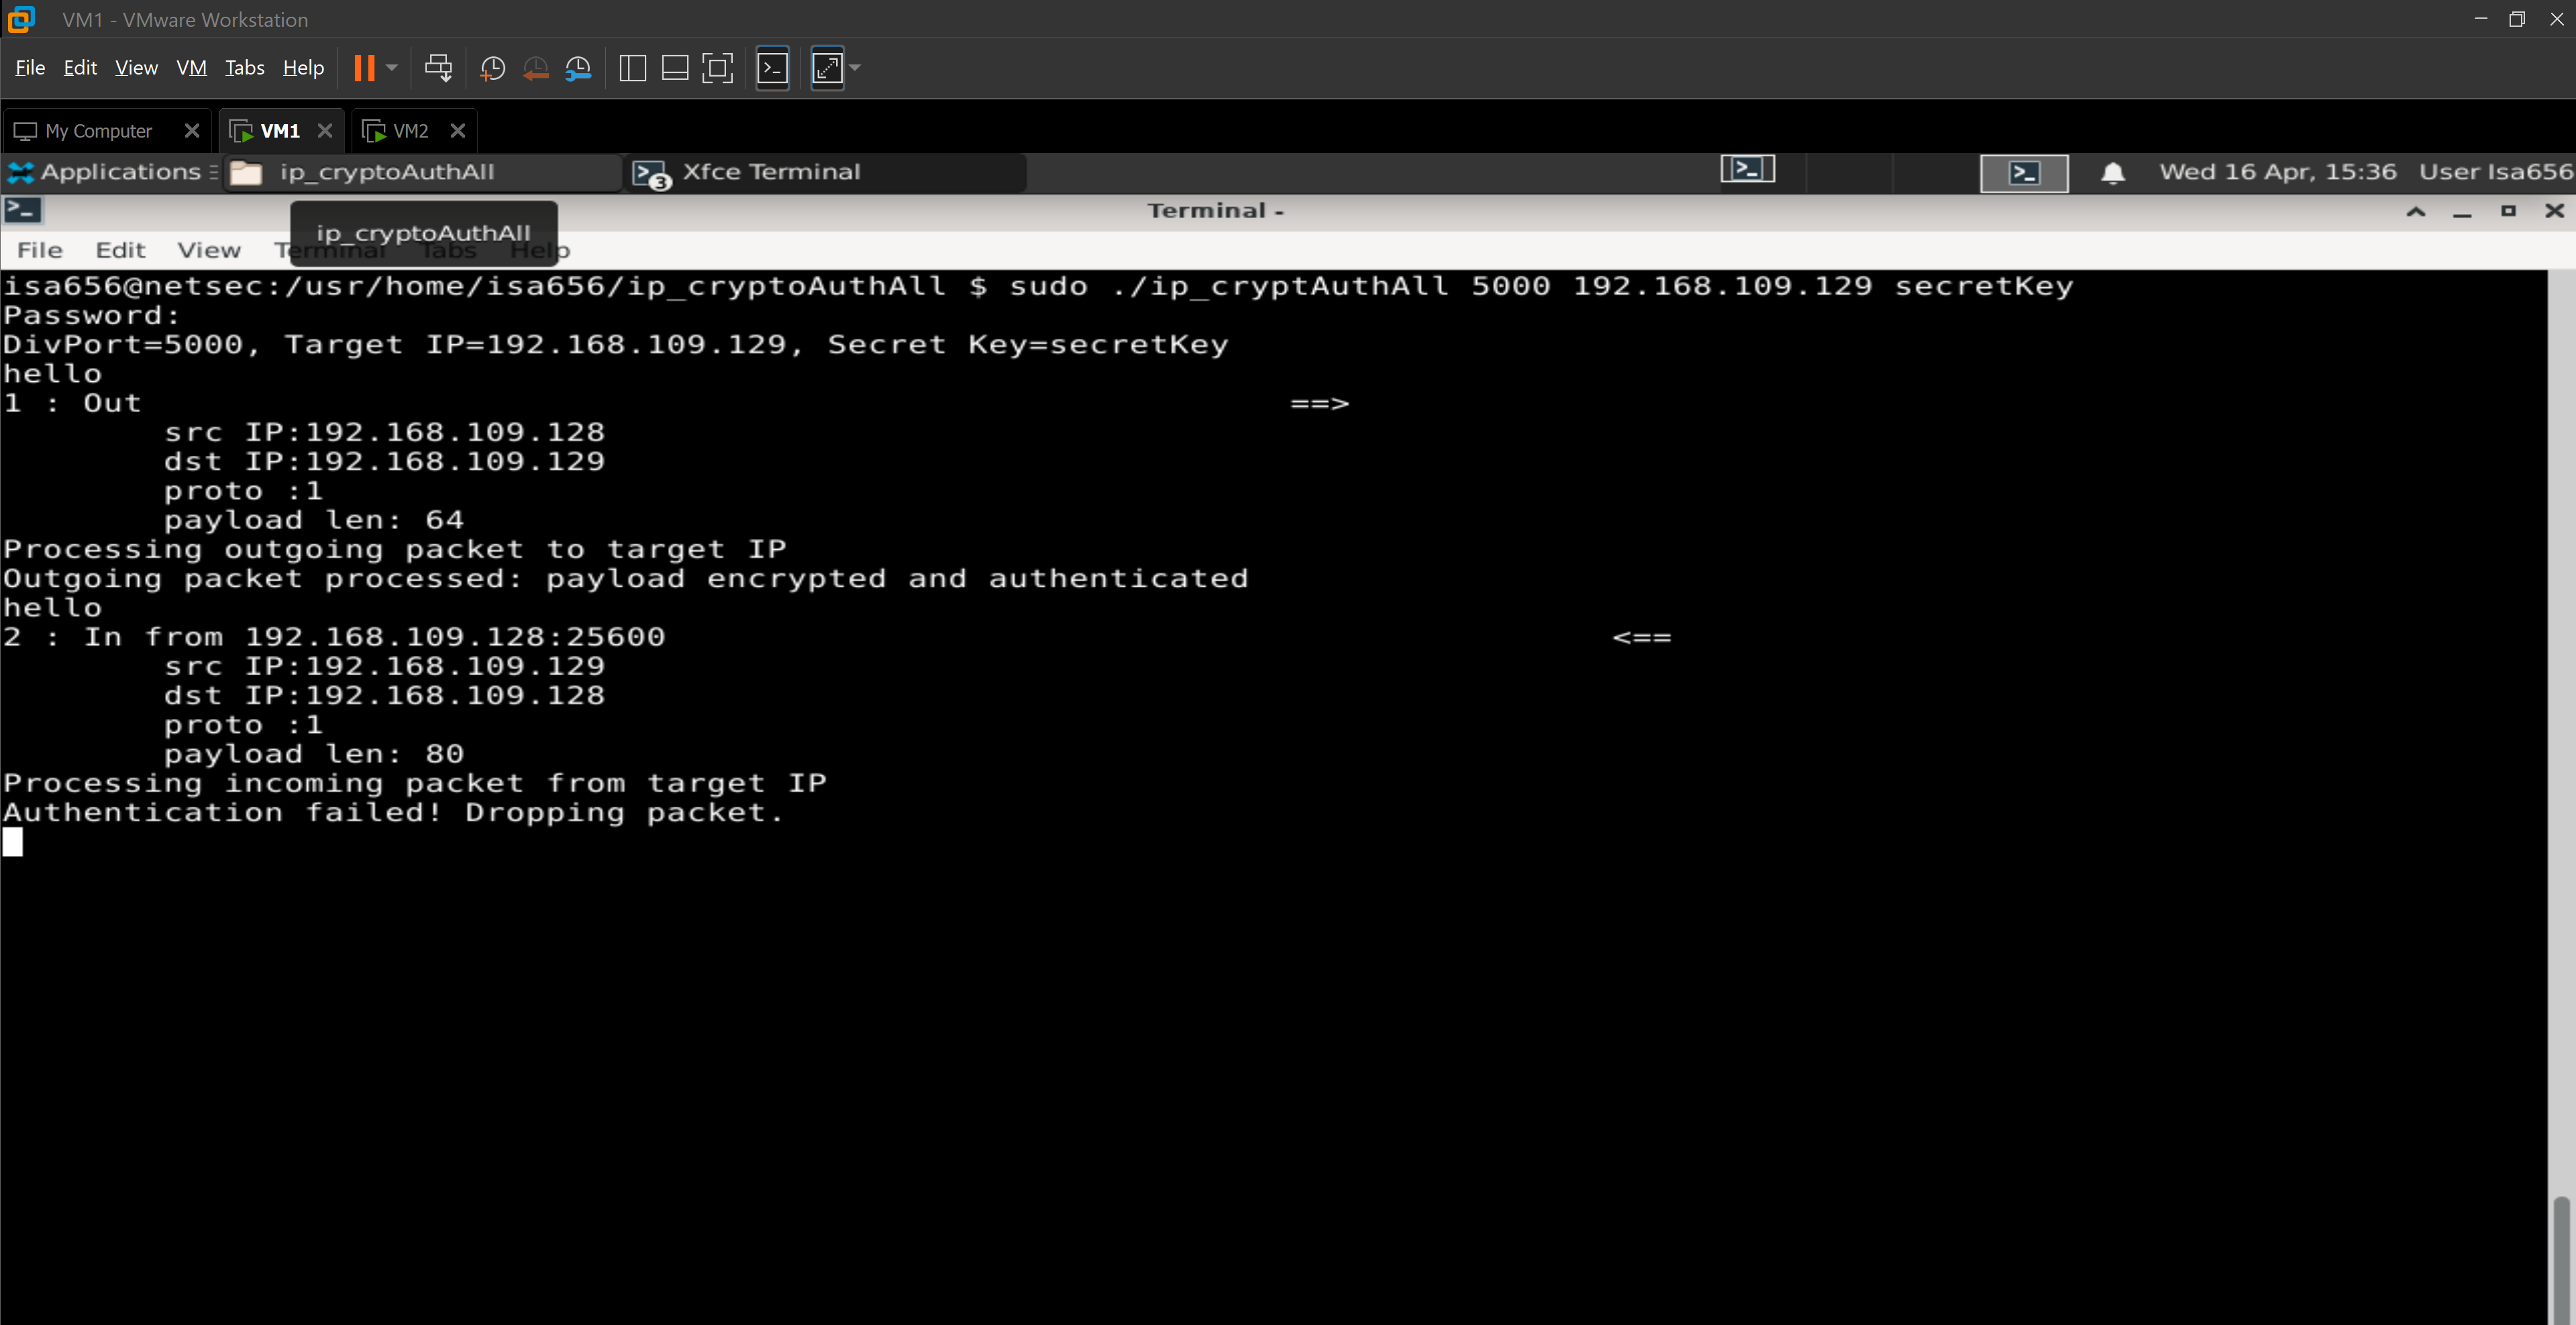 VM1 - VMware Workstation
File Edit View VM Tabs Help
My Computer VM1 VM2
Applications ip_cryptoAuthAll 3 Xfce Terminal Wed 16 Apr, 15:36 User Isa656
Terminal -
ip_cryptoAuthAll
File Edit View Terminal Tabs Help
isa656@netsec:/usr/home/isa656/ip_cryptoAuthAll $ sudo ./ip_cryptAuthAll 5000 192.168.109.129 secretKey
Password:
DivPort=5000, Target IP=192.168.109.129, Secret Key=secretKey
hello
1 : Out ==>
src IP:192.168.109.128
dst IP:192.168.109.129
proto :1
payload len: 64
Processing outgoing packet to target IP
Outgoing packet processed: payload encrypted and authenticated
hello
2 : In from 192.168.109.128:25600 <==
src IP:192.168.109.129
dst IP:192.168.109.128
proto :1
payload len: 80
Processing incoming packet from target IP
Authentication failed! Dropping packet.